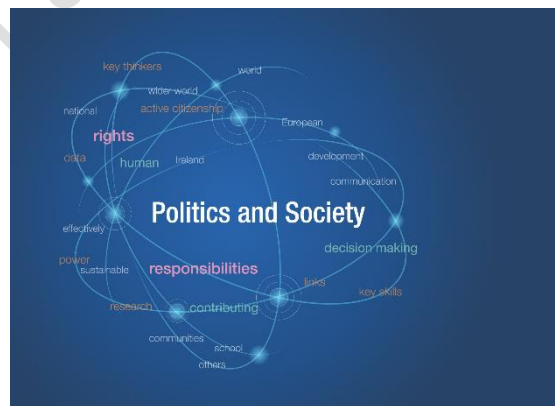 key thinkers
world
wider world
national
active citizenship
European
rights
data
human
Ireland
development
communication
Politics and Society
effectively
decision making
power
sustainable
responsibilities
links
key skills
research
contributing
communities
school
others